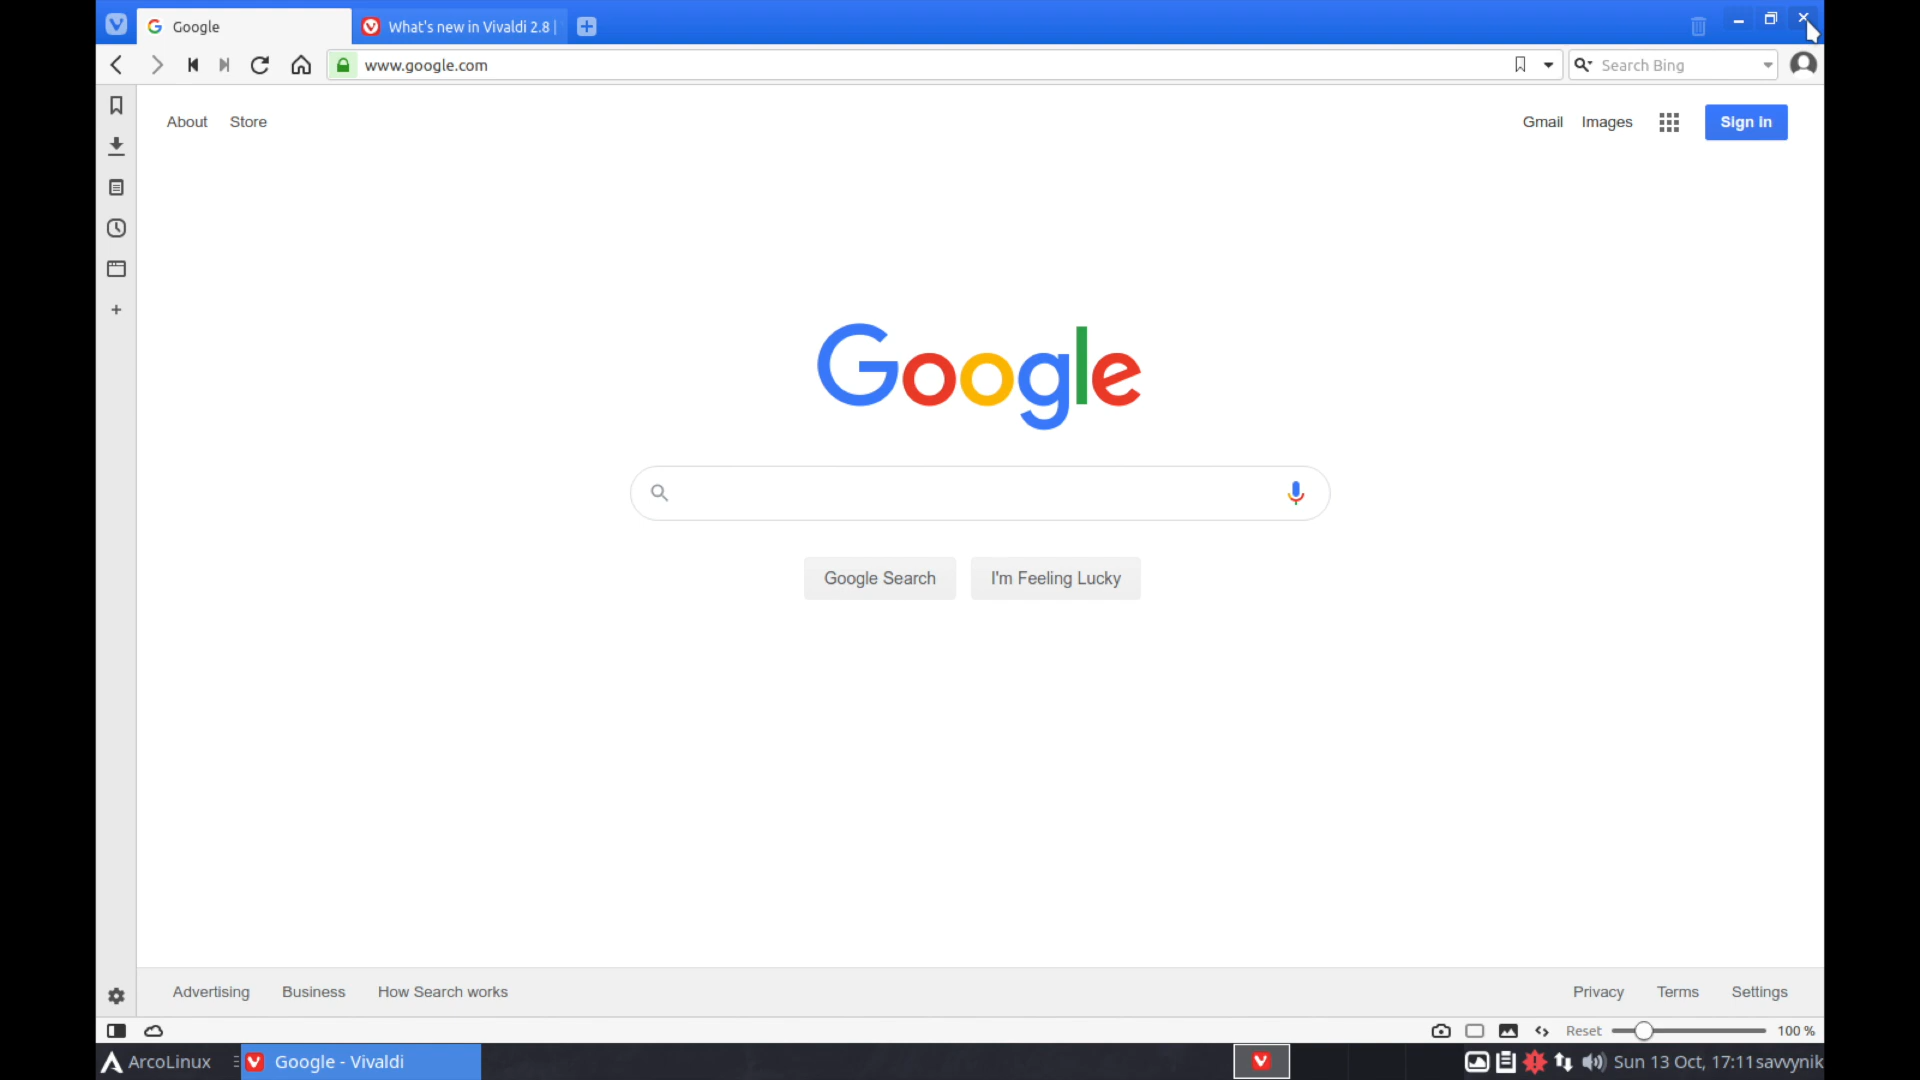 Google
What's new in Vivaldi 2.8 |
www.google.com
Search Bing
About Store
Gmail Images Sign in
Google
Google Search I'm Feeling Lucky
Advertising Business How Search works
Privacy Terms Settings
Reset 100 %
ArcoLinux
Google - Vivaldi
Sun 13 Oct, 17:11 savvynik